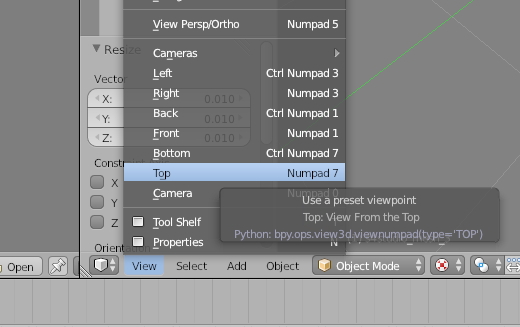 View Persp/Ortho Numpad 5
Resize
Cameras
Vector
Left Ctrl Numpad 3
X: 0.010
Right Numpad 3
Y: 0.010
Back Ctrl Numpad 1
Z: 0.010
Front Numpad 1
Bottom Ctrl Numpad 7
Top Numpad 7
X
Camera Numpad 0
Y
Use a preset viewpoint
Top: View From the Top
Python: bpy.ops.view3d.viewnumpad(type='TOP')
Z
Tool Shelf
Properties N
Orient
Open
View Select Add Object Object Mode